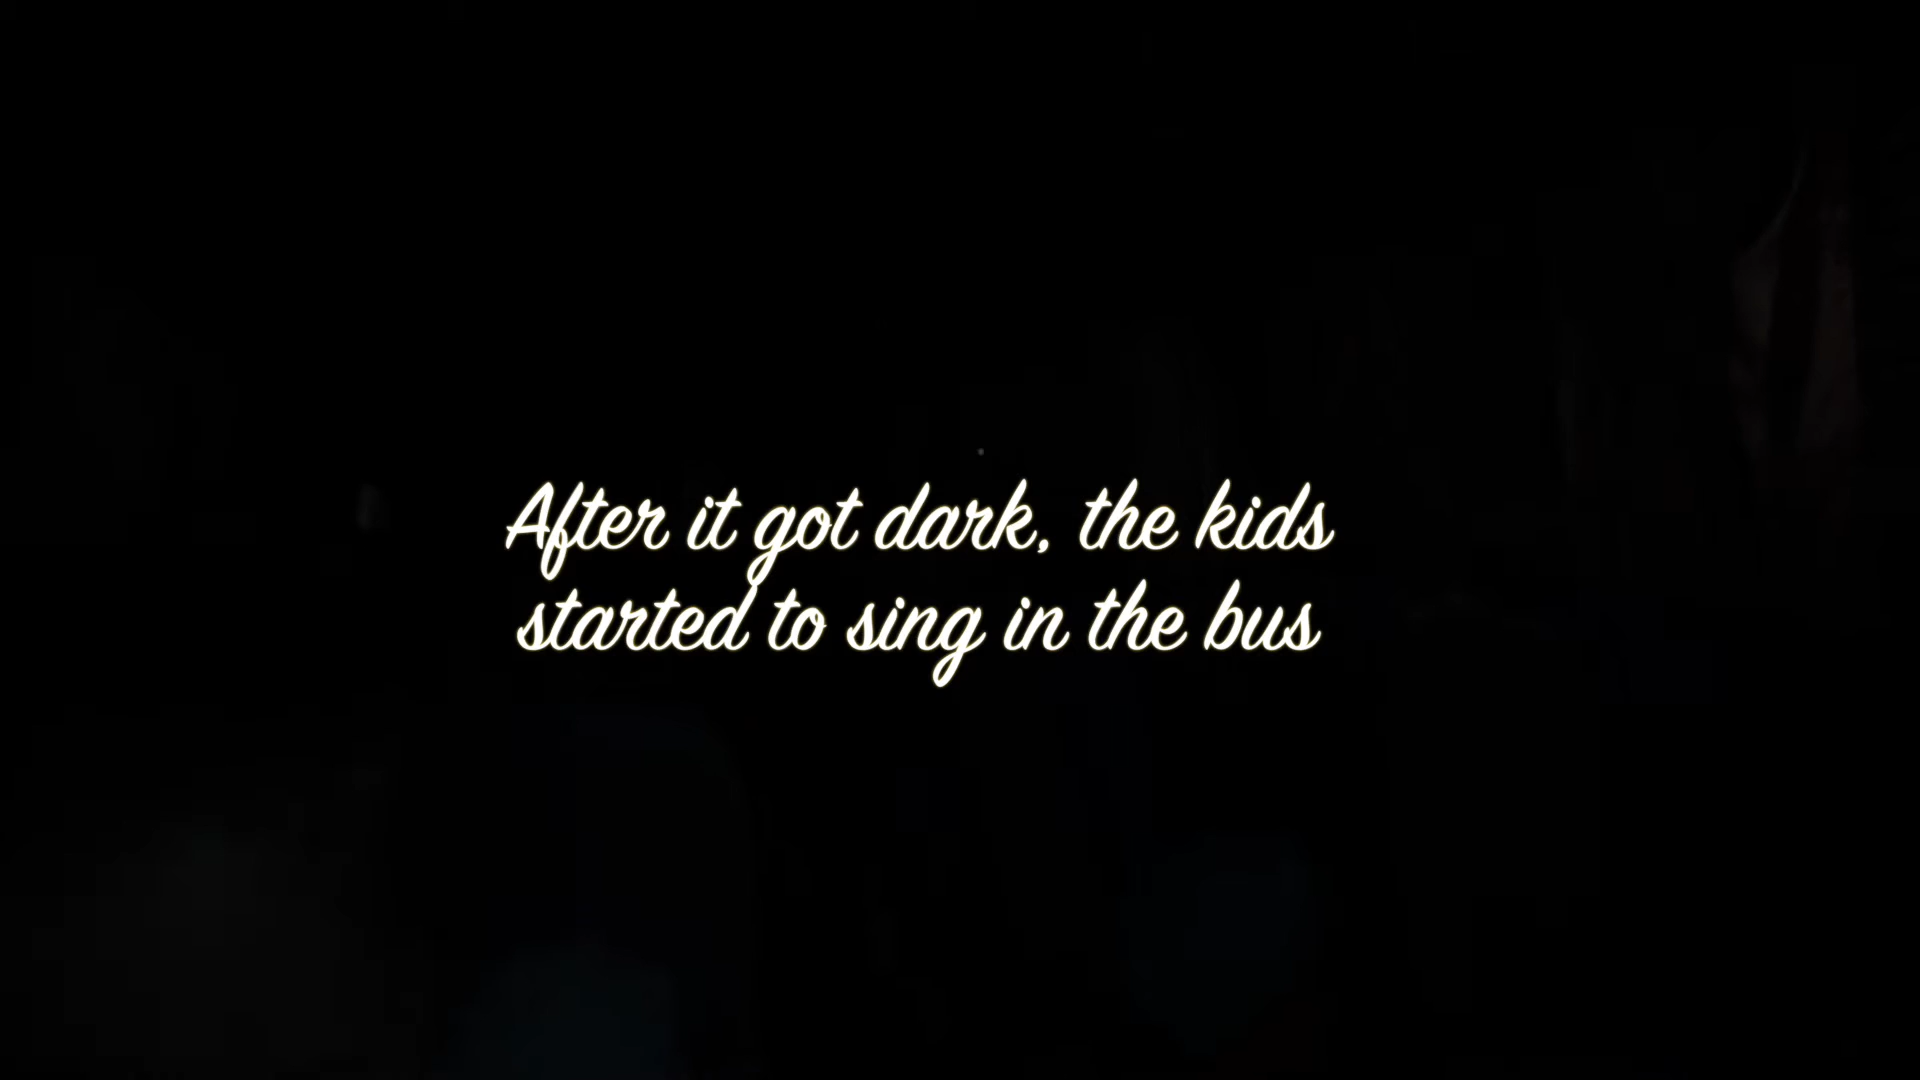 After it got dark, the kids
started to sing in the bus